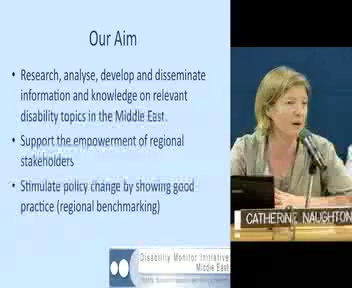 Our Aim
• Research, analyse, develop and disseminate
information and knowledge on relevant
disability topics in the Middle East.
• Support the empowerment of regional
stakeholders
• Stimulate policy change by showing good
practice (regional benchmarking)
Disability Monitor Initiative
Middle East
CATHERINE NAUGHTON